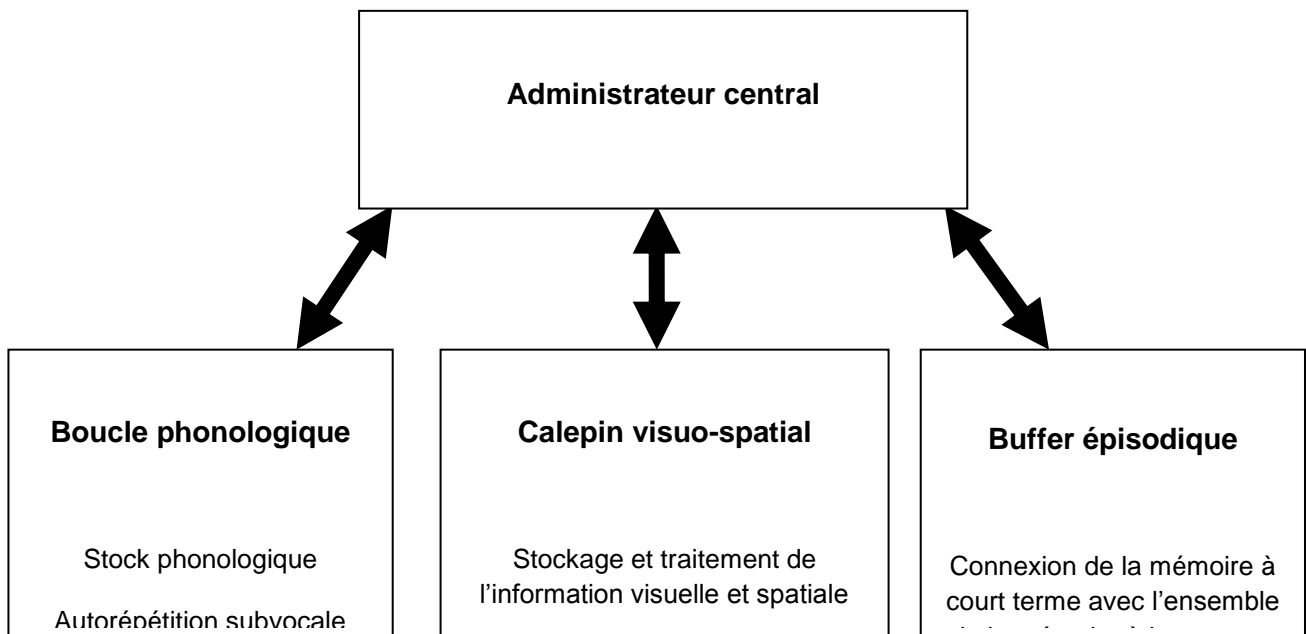 Administrateur central
Boucle phonologique
Stock phonologique
Autorépétition subvocale
Calepin visuo-spatial
Stockage et traitement de
l’information visuelle et spatiale
Buffer épisodique
Connexion de la mémoire à
court terme avec l’ensemble